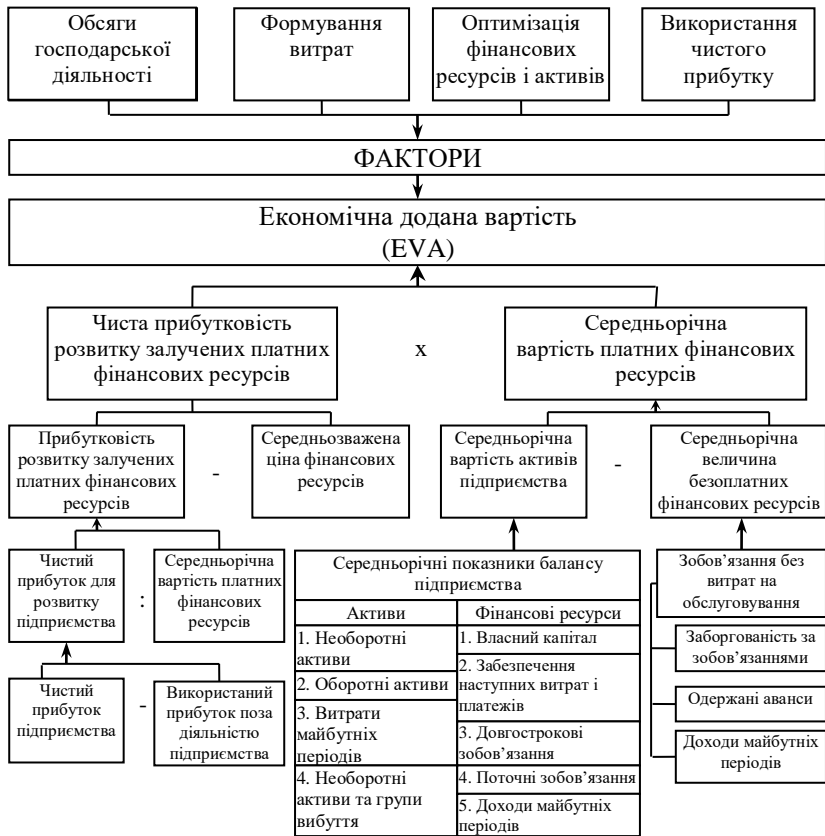 Обсяги
господарської
діяльності
Формування
витрат
Оптимізація
фінансових
ресурсів і активів
Використання
чистого
прибутку
ФАКТОРИ
Економічна додана вартість
(EVA)
Чиста прибутковість
розвитку залучених платних
фінансових ресурсів
x
Середньорічна
вартість платних фінансових
ресурсів
Прибутковість
розвитку залучених
платних фінансових
ресурсів
-
Середньозважена
ціна фінансових
ресурсів
Середньорічна
вартість активів
підприємства
-
Середньорічна
величина
безоплатних
фінансових ресурсів
Чистий
прибуток для
розвитку
підприємства
:
Середньорічна
вартість платних
фінансових
ресурсів
Чистий
прибуток
підприємства
-
Використаний
прибуток поза
діяльністю
підприємства
Середньорічні показники балансу
підприємства
Активи
1. Необоротні
активи
2. Оборотні активи
3. Витрати
майбутніх
періодів
4. Необоротні
активи та групи
вибуття
Фінансові ресурси
1. Власний капітал
2. Забезпечення
наступних витрат і
платежів
3. Довгострокові
зобов’язання
4. Поточні зобов’язання
5. Доходи майбутніх
періодів
Зобов’язання без
витрат на
обслуговування
Заборгованість за
зобов’язаннями
Одержані аванси
Доходи майбутніх
періодів